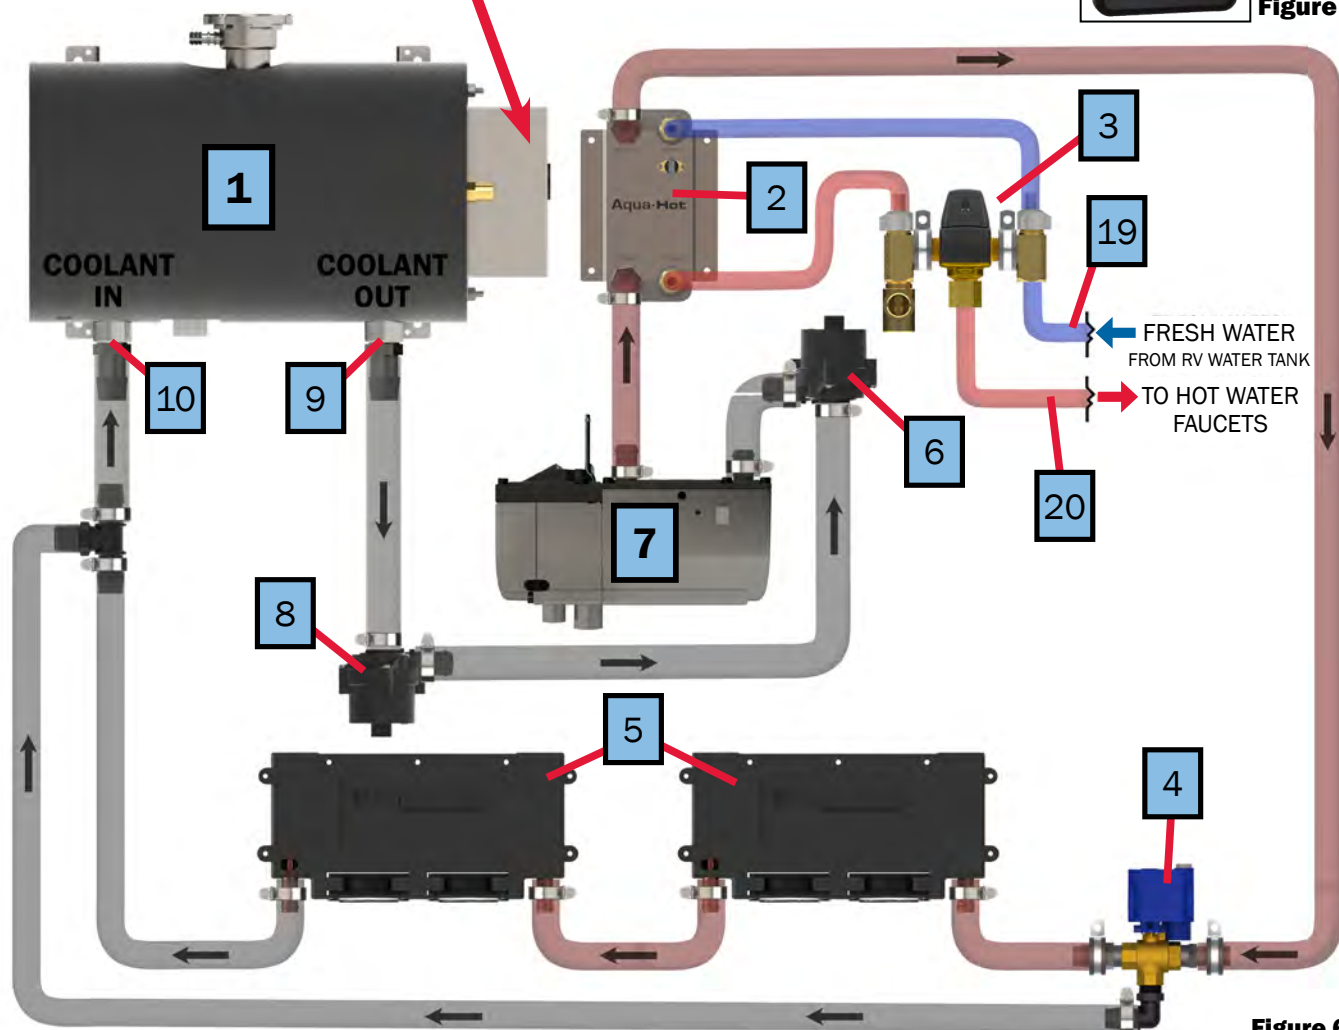 Figure
3
1
2
Aqua-Hot
19
COOLANT
IN
COOLANT
OUT
FRESH WATER
FROM RV WATER TANK
10
9
TO HOT WATER
FAUCETS
6
20
7
8
5
4
Figure